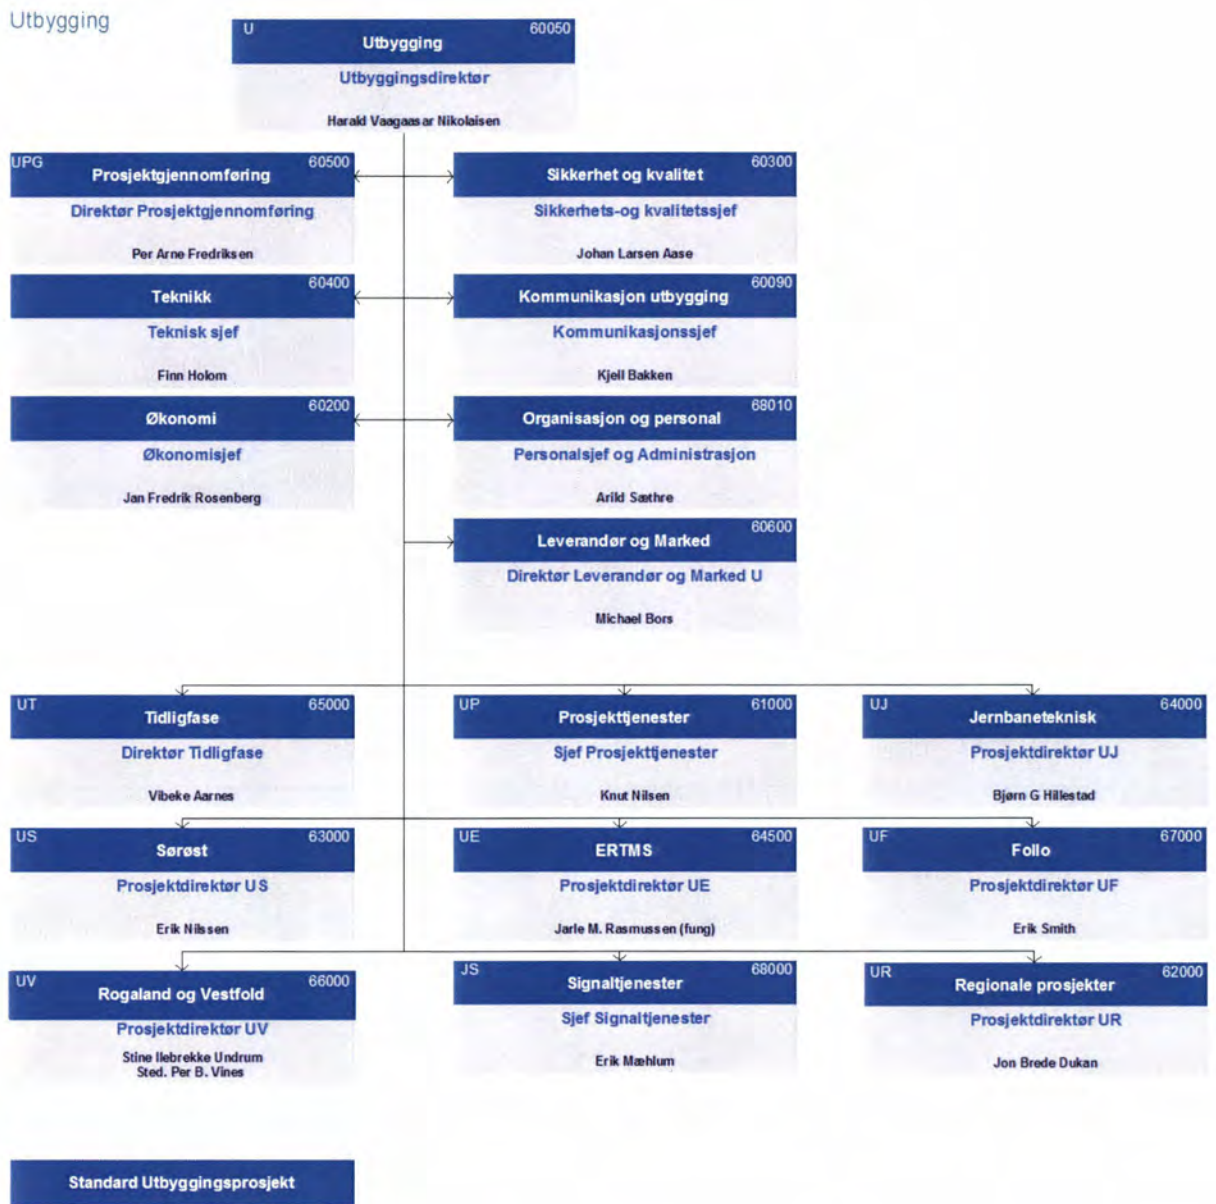 Utbygging
U 60050
Utbygging
Utbyggingsdirektør
Harald Vaagaasar Nikolaisen
UPG 60500
Prosjektgjennomføring
Direktør Prosjektgjennomføring
Per Arne Fredriksen
60300
Sikkerhet og kvalitet
Sikkerhets-og kvalitetssjef
Johan Larsen Aase
60400
Teknikk
Teknisk sjef
Finn Holom
60090
Kommunikasjon utbygging
Kommunikasjonssjef
Kjell Bakken
60200
Økonomi
Økonomisjef
Jan Fredrik Rosenberg
68010
Organisasjon og personal
Personalsjef og Administrasjon
Arild Sæthre
60600
Leverandør og Marked
Direktør Leverandør og Marked U
Michael Bors
UT 65000
Tidligfase
Direktør Tidligfase
Vibeke Aarnes
UP 61000
Prosjekttjenester
Sjef Prosjekttjenester
Knut Nilsen
UJ 64000
Jernbaneteknisk
Prosjektdirektør UJ
Bjørn G Hillestad
US 63000
Sørøst
Prosjektdirektør US
Erik Nilssen
UE 64500
ERTMS
Prosjektdirektør UE
Jarle M. Rasmussen (fung)
UF 67000
Follo
Prosjektdirektør UF
Erik Smith
UV 66000
Rogaland og Vestfold
Prosjektdirektør UV
Stine Ilebrekke Undrum
Sted. Per B. Vines
JS 68000
Signaltjenester
Sjef Signaltjenester
Erik Mæhlum
UR 62000
Regionale prosjekter
Prosjektdirektør UR
Jon Brede Dukan
Standard Utbyggingsprosjekt